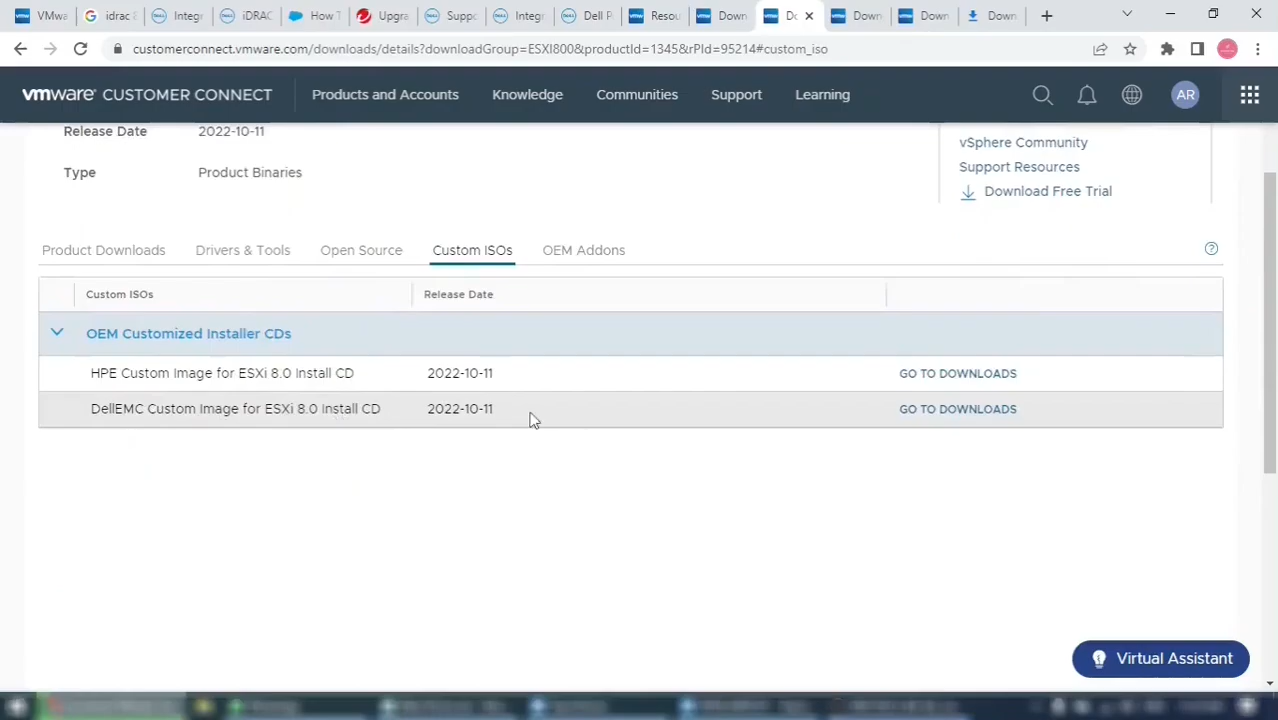 VMwa
idrac 8
Integr
iDRAC
How T
Upgra
Suppo
Integr
Dell P
Resou
Down
Do
Down
Down
Down
customerconnect.vmware.com/downloads/details?downloadGroup=ESXI800&productId=1345&rPId=95214#custom_iso
vmware® CUSTOMER CONNECT
Products and Accounts
Knowledge
Communities
Support
Learning
AR
Release Date
2022-10-11
Type
Product Binaries
vSphere Community
Support Resources
Download Free Trial
Product Downloads
Drivers & Tools
Open Source
Custom ISOs
OEM Addons
Custom ISOs
Release Date
OEM Customized Installer CDs
HPE Custom Image for ESXi 8.0 Install CD
2022-10-11
GO TO DOWNLOADS
DellEMC Custom Image for ESXi 8.0 Install CD
2022-10-11
GO TO DOWNLOADS
Virtual Assistant